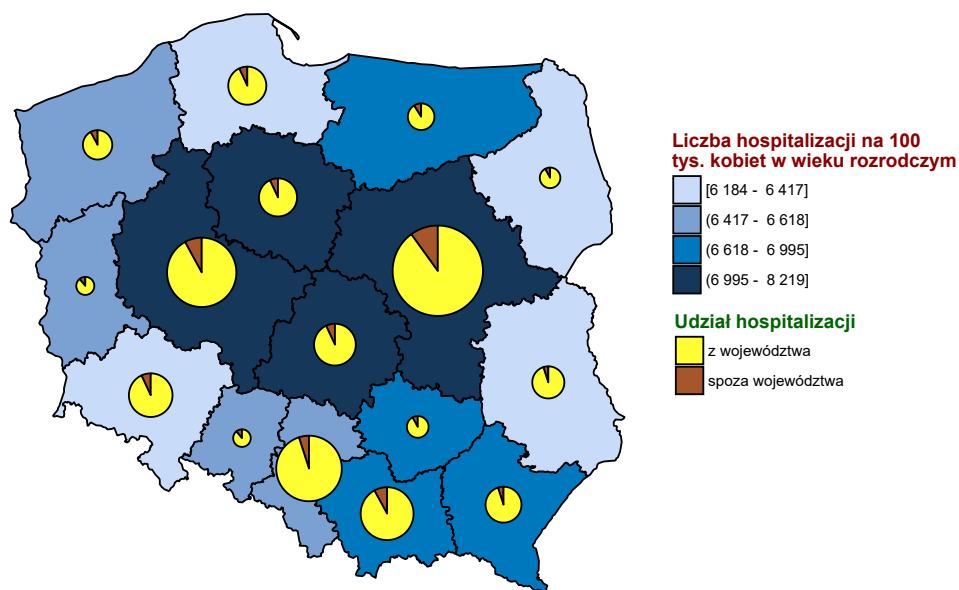 Liczba hospitalizacji na 100
tys. kobiet w wieku rozrodczym
[6 184 - 6 417]
(6 417 - 6 618]
(6 618 - 6 995]
(6 995 - 8 219]
Udział hospitalizacji
z województwa
spoza województwa